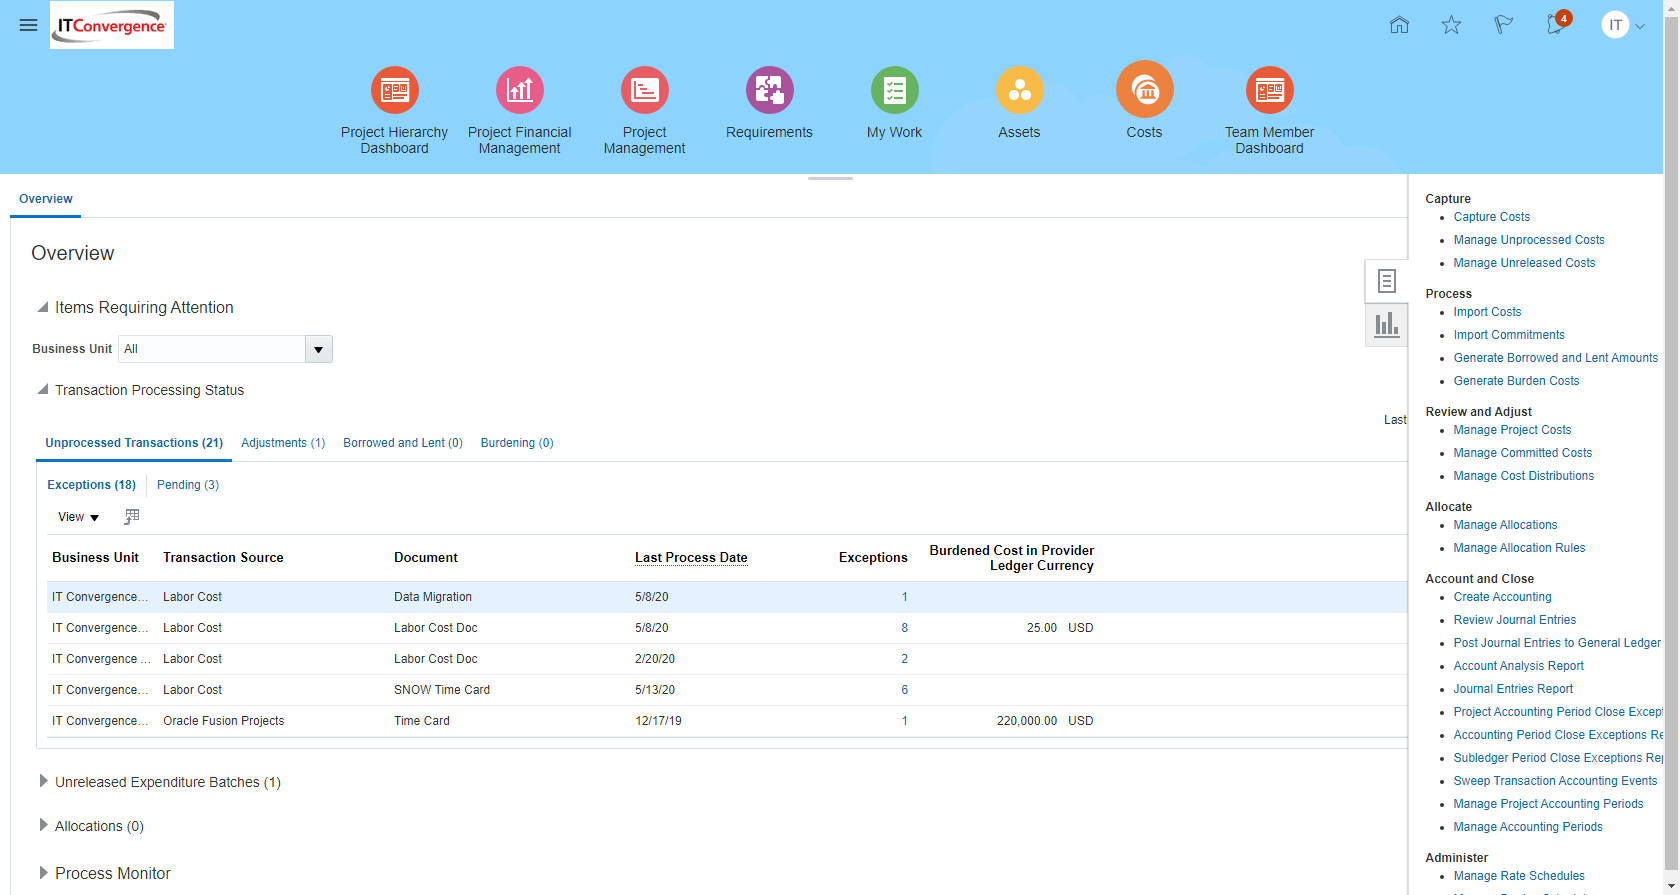 ITConvergence
4
IT
Project Hierarchy
Dashboard
Project Financial
Management
Project
Management
Requirements
My Work
Assets
Costs
Team Member
Dashboard
Overview
Overview
Items Requiring Attention
Business Unit All
Transaction Processing Status
Last
Unprocessed Transactions (21) Adjustments (1) Borrowed and Lent (0) Burdening (0)
Exceptions (18) Pending (3)
View
Business Unit Transaction Source Document Last Process Date Exceptions Burdened Cost in Provider
Ledger Currency
IT Convergence... Labor Cost Data Migration 5/8/20 1
IT Convergence... Labor Cost Labor Cost Doc 5/8/20 8 25.00 USD
IT Convergence ... Labor Cost Labor Cost Doc 2/20/20 2
IT Convergence... Labor Cost SNOW Time Card 5/13/20 6
IT Convergence... Oracle Fusion Projects Time Card 12/17/19 1 220,000.00 USD
Unreleased Expenditure Batches (1)
Allocations (0)
Process Monitor
Capture
• Capture Costs
• Manage Unprocessed Costs
• Manage Unreleased Costs
Process
• Import Costs
• Import Commitments
• Generate Borrowed and Lent Amounts
• Generate Burden Costs
Review and Adjust
• Manage Project Costs
• Manage Committed Costs
• Manage Cost Distributions
Allocate
• Manage Allocations
• Manage Allocation Rules
Account and Close
• Create Accounting
• Review Journal Entries
• Post Journal Entries to General Ledger
• Account Analysis Report
• Journal Entries Report
• Project Accounting Period Close Except
• Accounting Period Close Exceptions Re
• Subledger Period Close Exceptions Rep
• Sweep Transaction Accounting Events
• Manage Project Accounting Periods
• Manage Accounting Periods
Administer
• Manage Rate Schedules